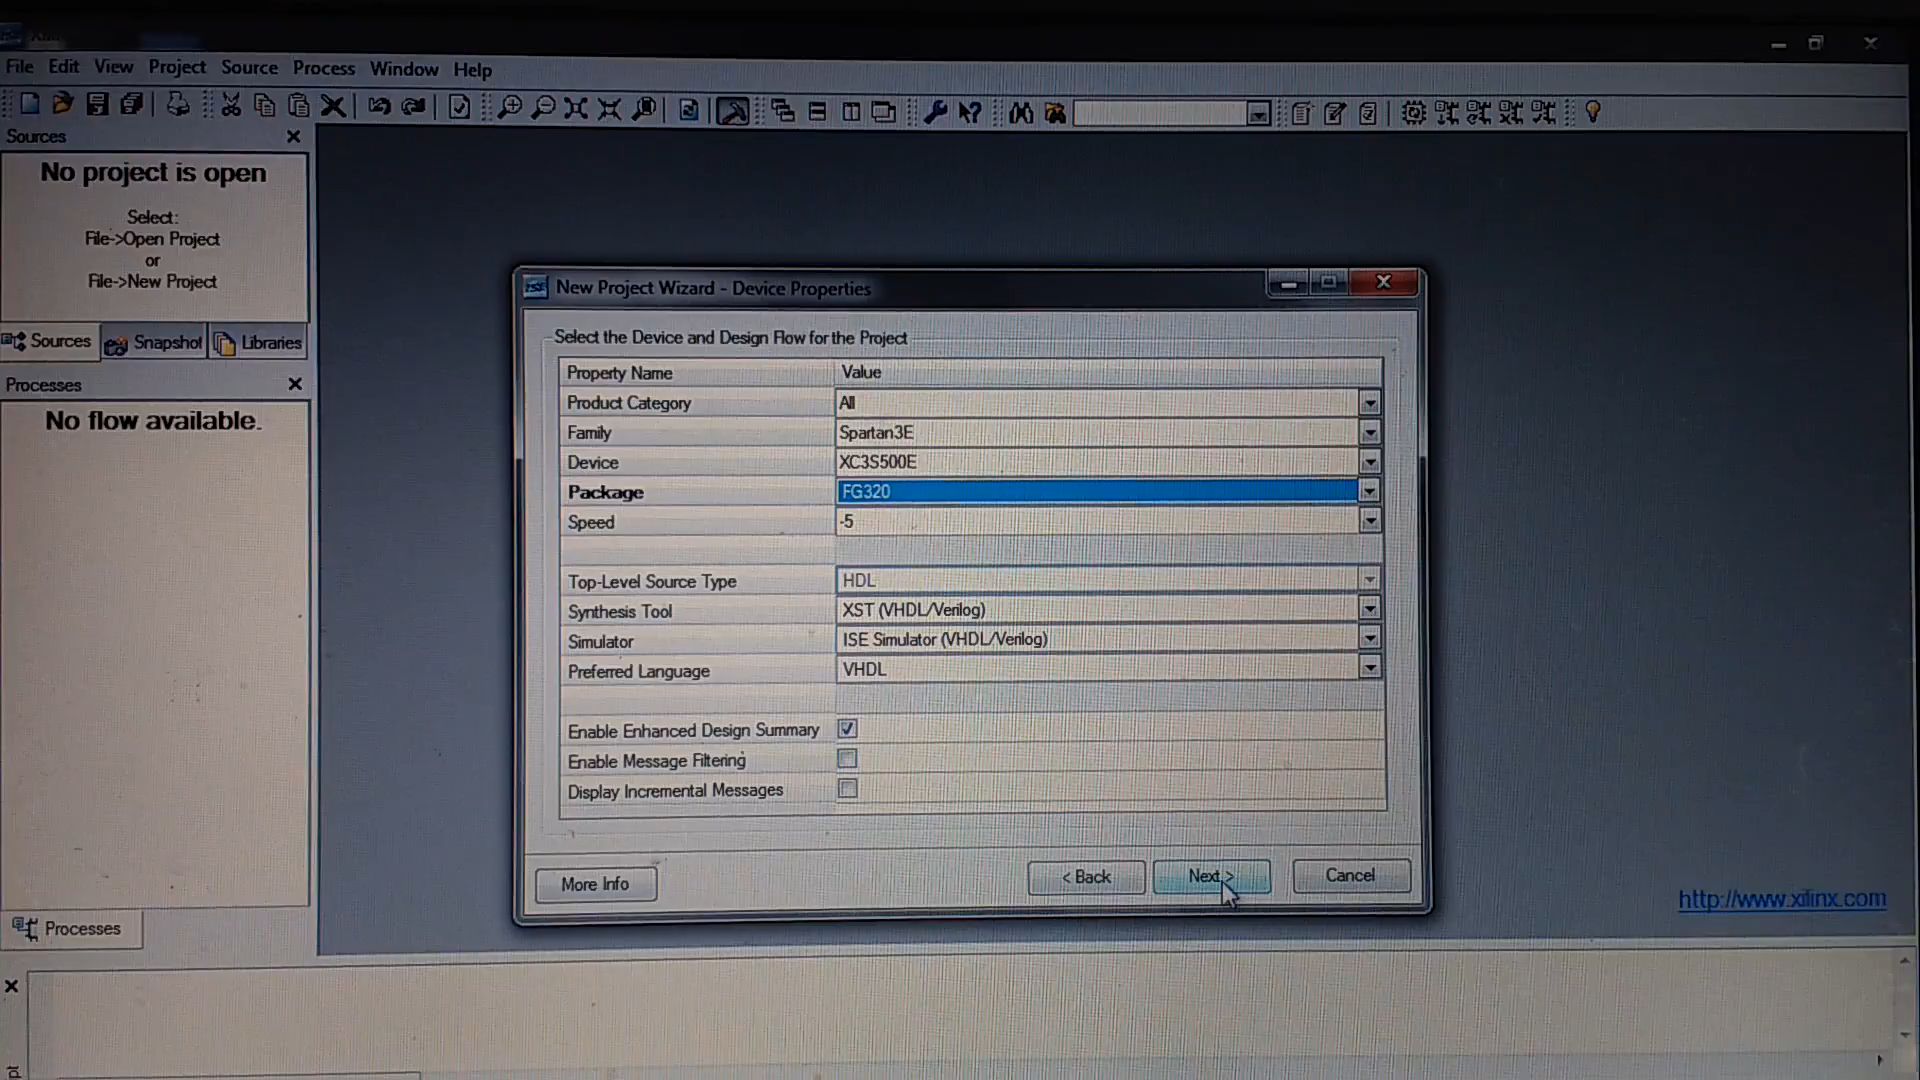 File Edit View Project Source Process Window Help
Sources
No project is open
Select:
File->Open Project
or
File->New Project
Sources Snapshot Libraries
Processes
No flow available.
Processes
ISE New Project Wizard - Device Properties
Select the Device and Design Flow for the Project
Property Name Value
Product Category All
Family Spartan3E
Device XC3S500E
Package FG320
Speed -5
Top-Level Source Type HDL
Synthesis Tool XST (VHDL/Verilog)
Simulator ISE Simulator (VHDL/Verilog)
Preferred Language VHDL
Enable Enhanced Design Summary
Enable Message Filtering
Display Incremental Messages
More Info < Back Next > Cancel
http://www.xilinx.com
pt